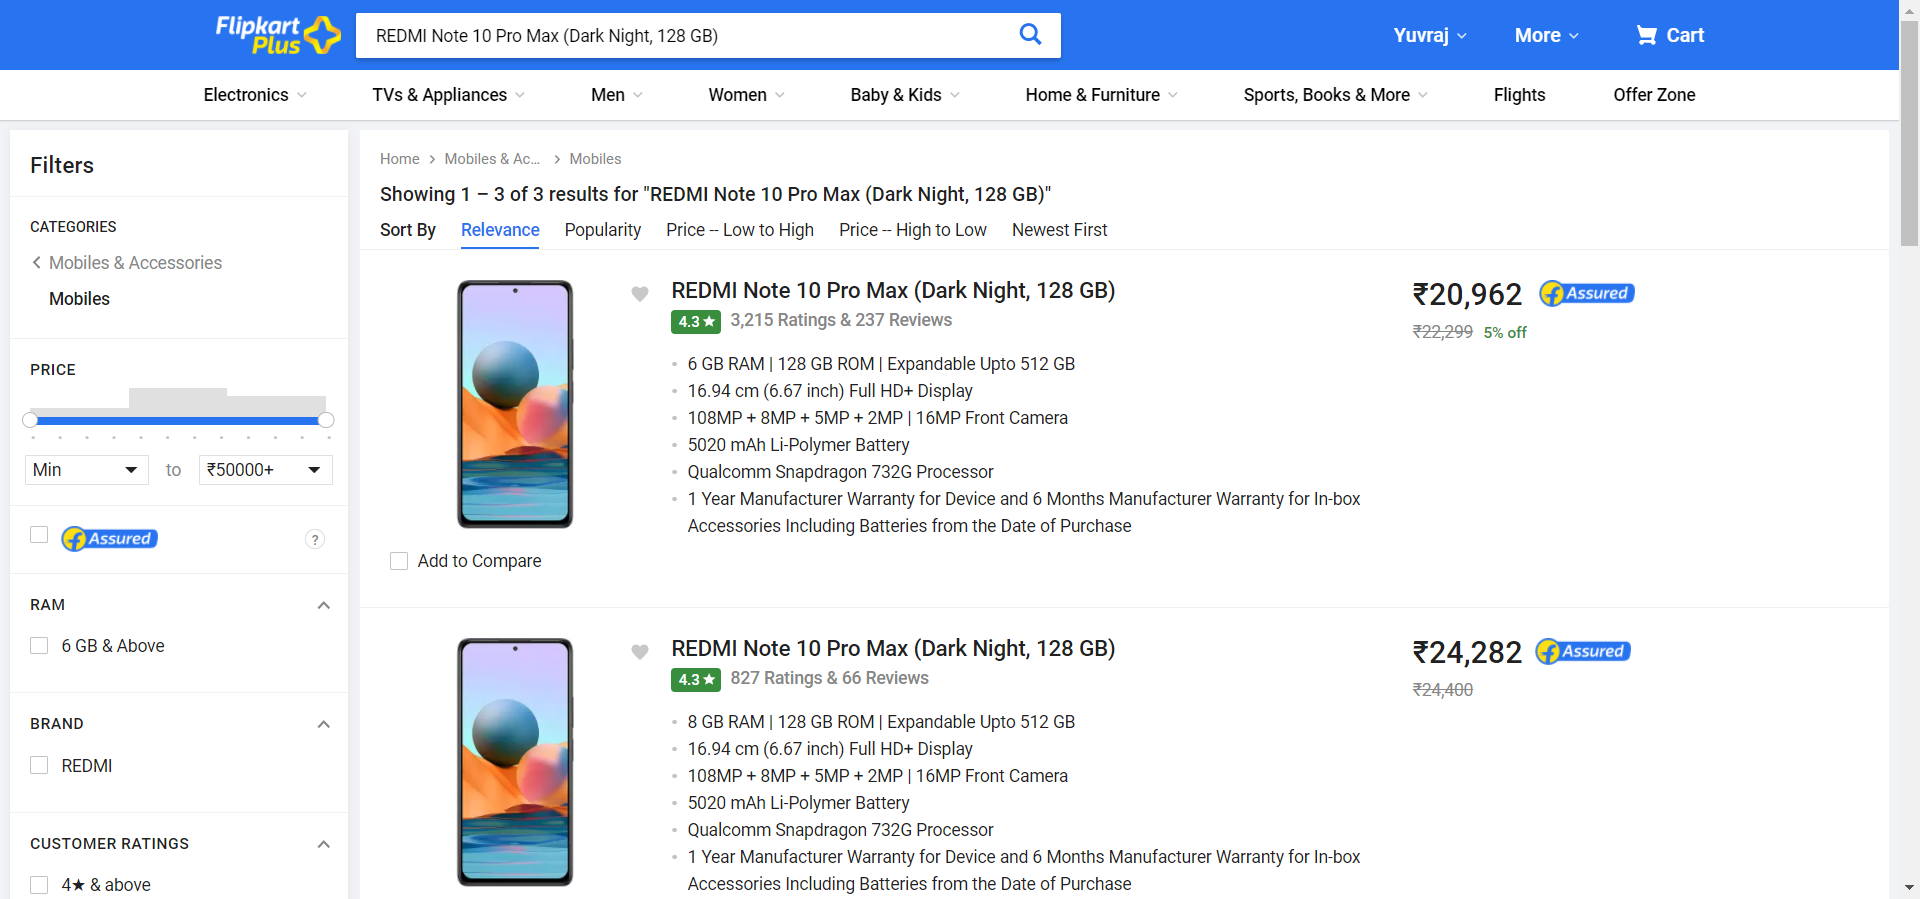 Flipkart
Plus
REDMI Note 10 Pro Max (Dark Night, 128 GB)
Yuvraj
More
Cart
Electronics
TVs & Appliances
Men
Women
Baby & Kids
Home & Furniture
Sports, Books & More
Flights
Offer Zone
Filters
CATEGORIES
Mobiles & Accessories
Mobiles
PRICE
Min
to
₹50000+
Assured
?
RAM
6 GB & Above
BRAND
REDMI
CUSTOMER RATINGS
4★ & above
Home
Mobiles & Ac...
Mobiles
Showing 1 – 3 of 3 results for "REDMI Note 10 Pro Max (Dark Night, 128 GB)"
Sort By
Relevance
Popularity
Price -- Low to High
Price -- High to Low
Newest First
REDMI Note 10 Pro Max (Dark Night, 128 GB)
4.3★ 3,215 Ratings & 237 Reviews
6 GB RAM | 128 GB ROM | Expandable Upto 512 GB
16.94 cm (6.67 inch) Full HD+ Display
108MP + 8MP + 5MP + 2MP | 16MP Front Camera
5020 mAh Li-Polymer Battery
Qualcomm Snapdragon 732G Processor
1 Year Manufacturer Warranty for Device and 6 Months Manufacturer Warranty for In-box
Accessories Including Batteries from the Date of Purchase
Add to Compare
₹20,962
Assured
₹22,299 5% off
REDMI Note 10 Pro Max (Dark Night, 128 GB)
4.3★ 827 Ratings & 66 Reviews
8 GB RAM | 128 GB ROM | Expandable Upto 512 GB
16.94 cm (6.67 inch) Full HD+ Display
108MP + 8MP + 5MP + 2MP | 16MP Front Camera
5020 mAh Li-Polymer Battery
Qualcomm Snapdragon 732G Processor
1 Year Manufacturer Warranty for Device and 6 Months Manufacturer Warranty for In-box
Accessories Including Batteries from the Date of Purchase
₹24,282
Assured
₹24,400